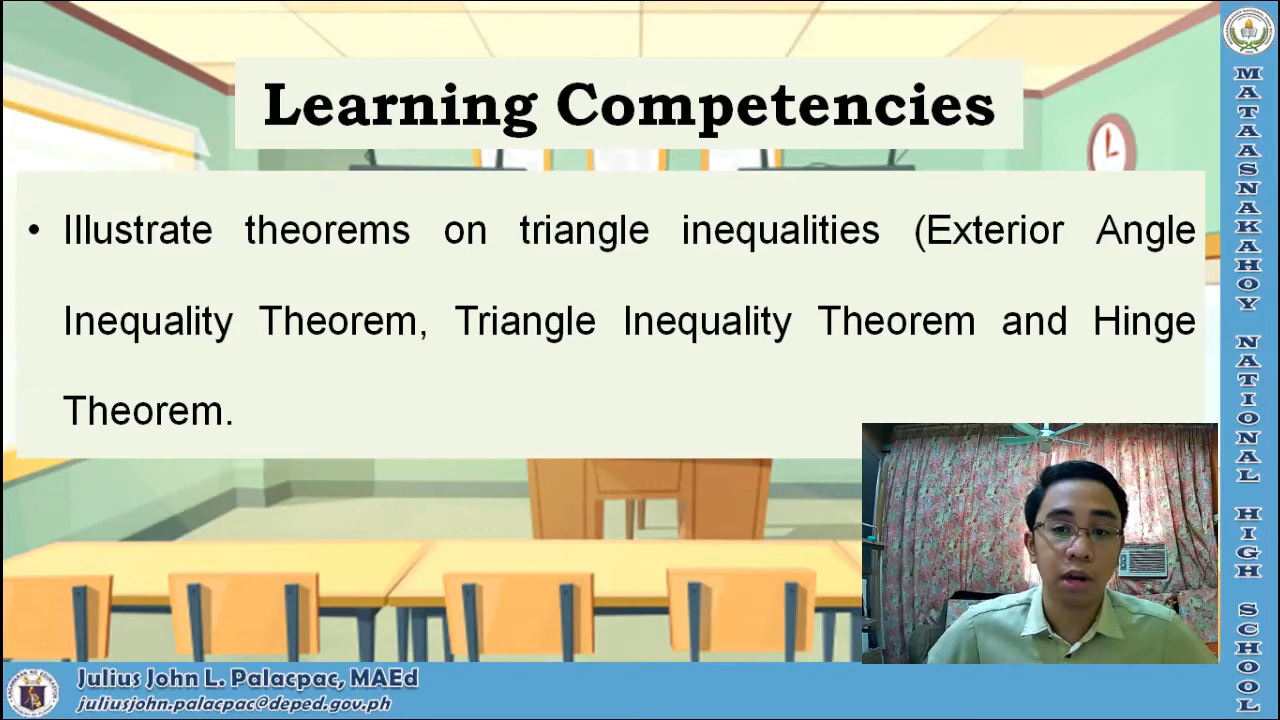 Learning Competencies
• Illustrate theorems on triangle inequalities (Exterior Angle
Inequality Theorem, Triangle Inequality Theorem and Hinge
Theorem.
MATAASNAKAHOY NATIONAL HIGH SCHOOL
Julius John L. Palacpac, MAEd
juliusjohn.palacpac@deped.gov.ph